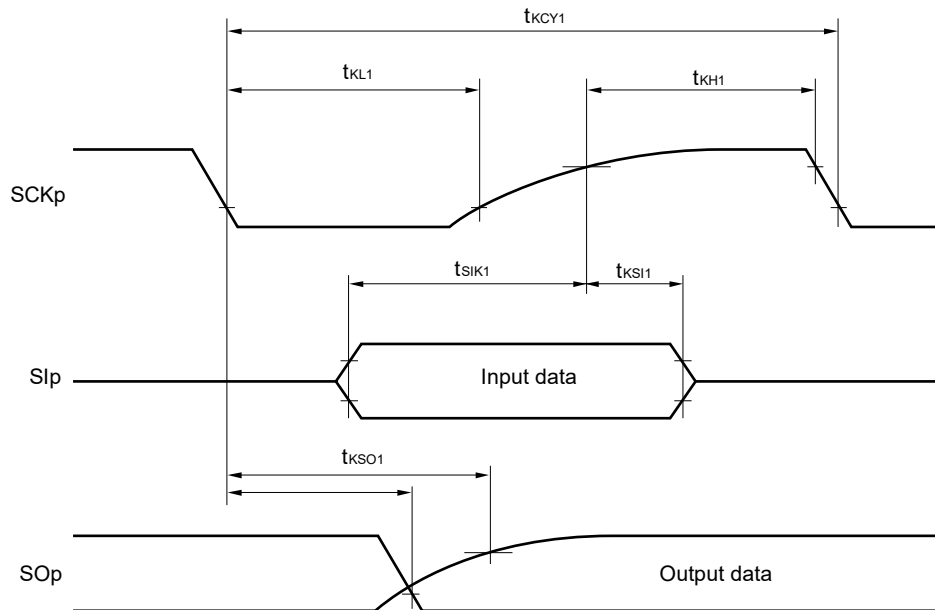 tKCY1
tKL1
tKH1
SCKp
tSIK1
tKSI1
SIp
Input data
tKSO1
SOp
Output data